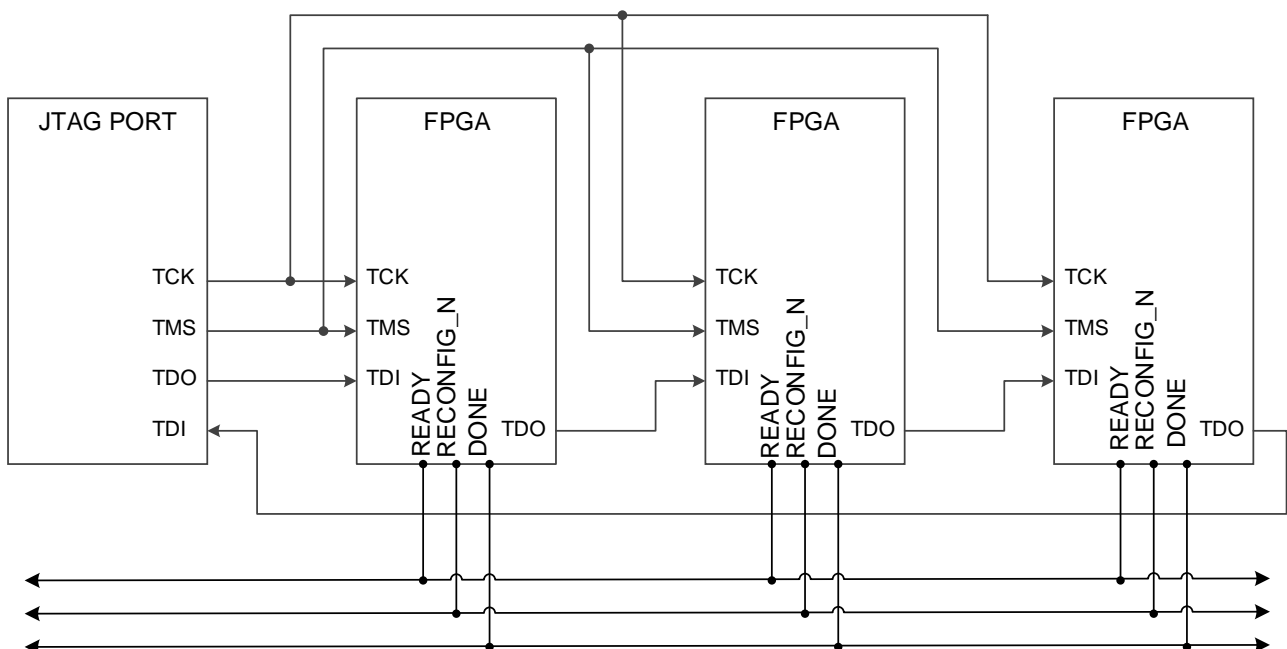 JTAG PORT
TCK
TMS
TDO
TDI
FPGA
TCK
TMS
TDI
READY
RECONFIG_N
DONE
TDO
FPGA
TCK
TMS
TDI
READY
RECONFIG_N
DONE
TDO
FPGA
TCK
TMS
TDI
READY
RECONFIG_N
DONE
TDO